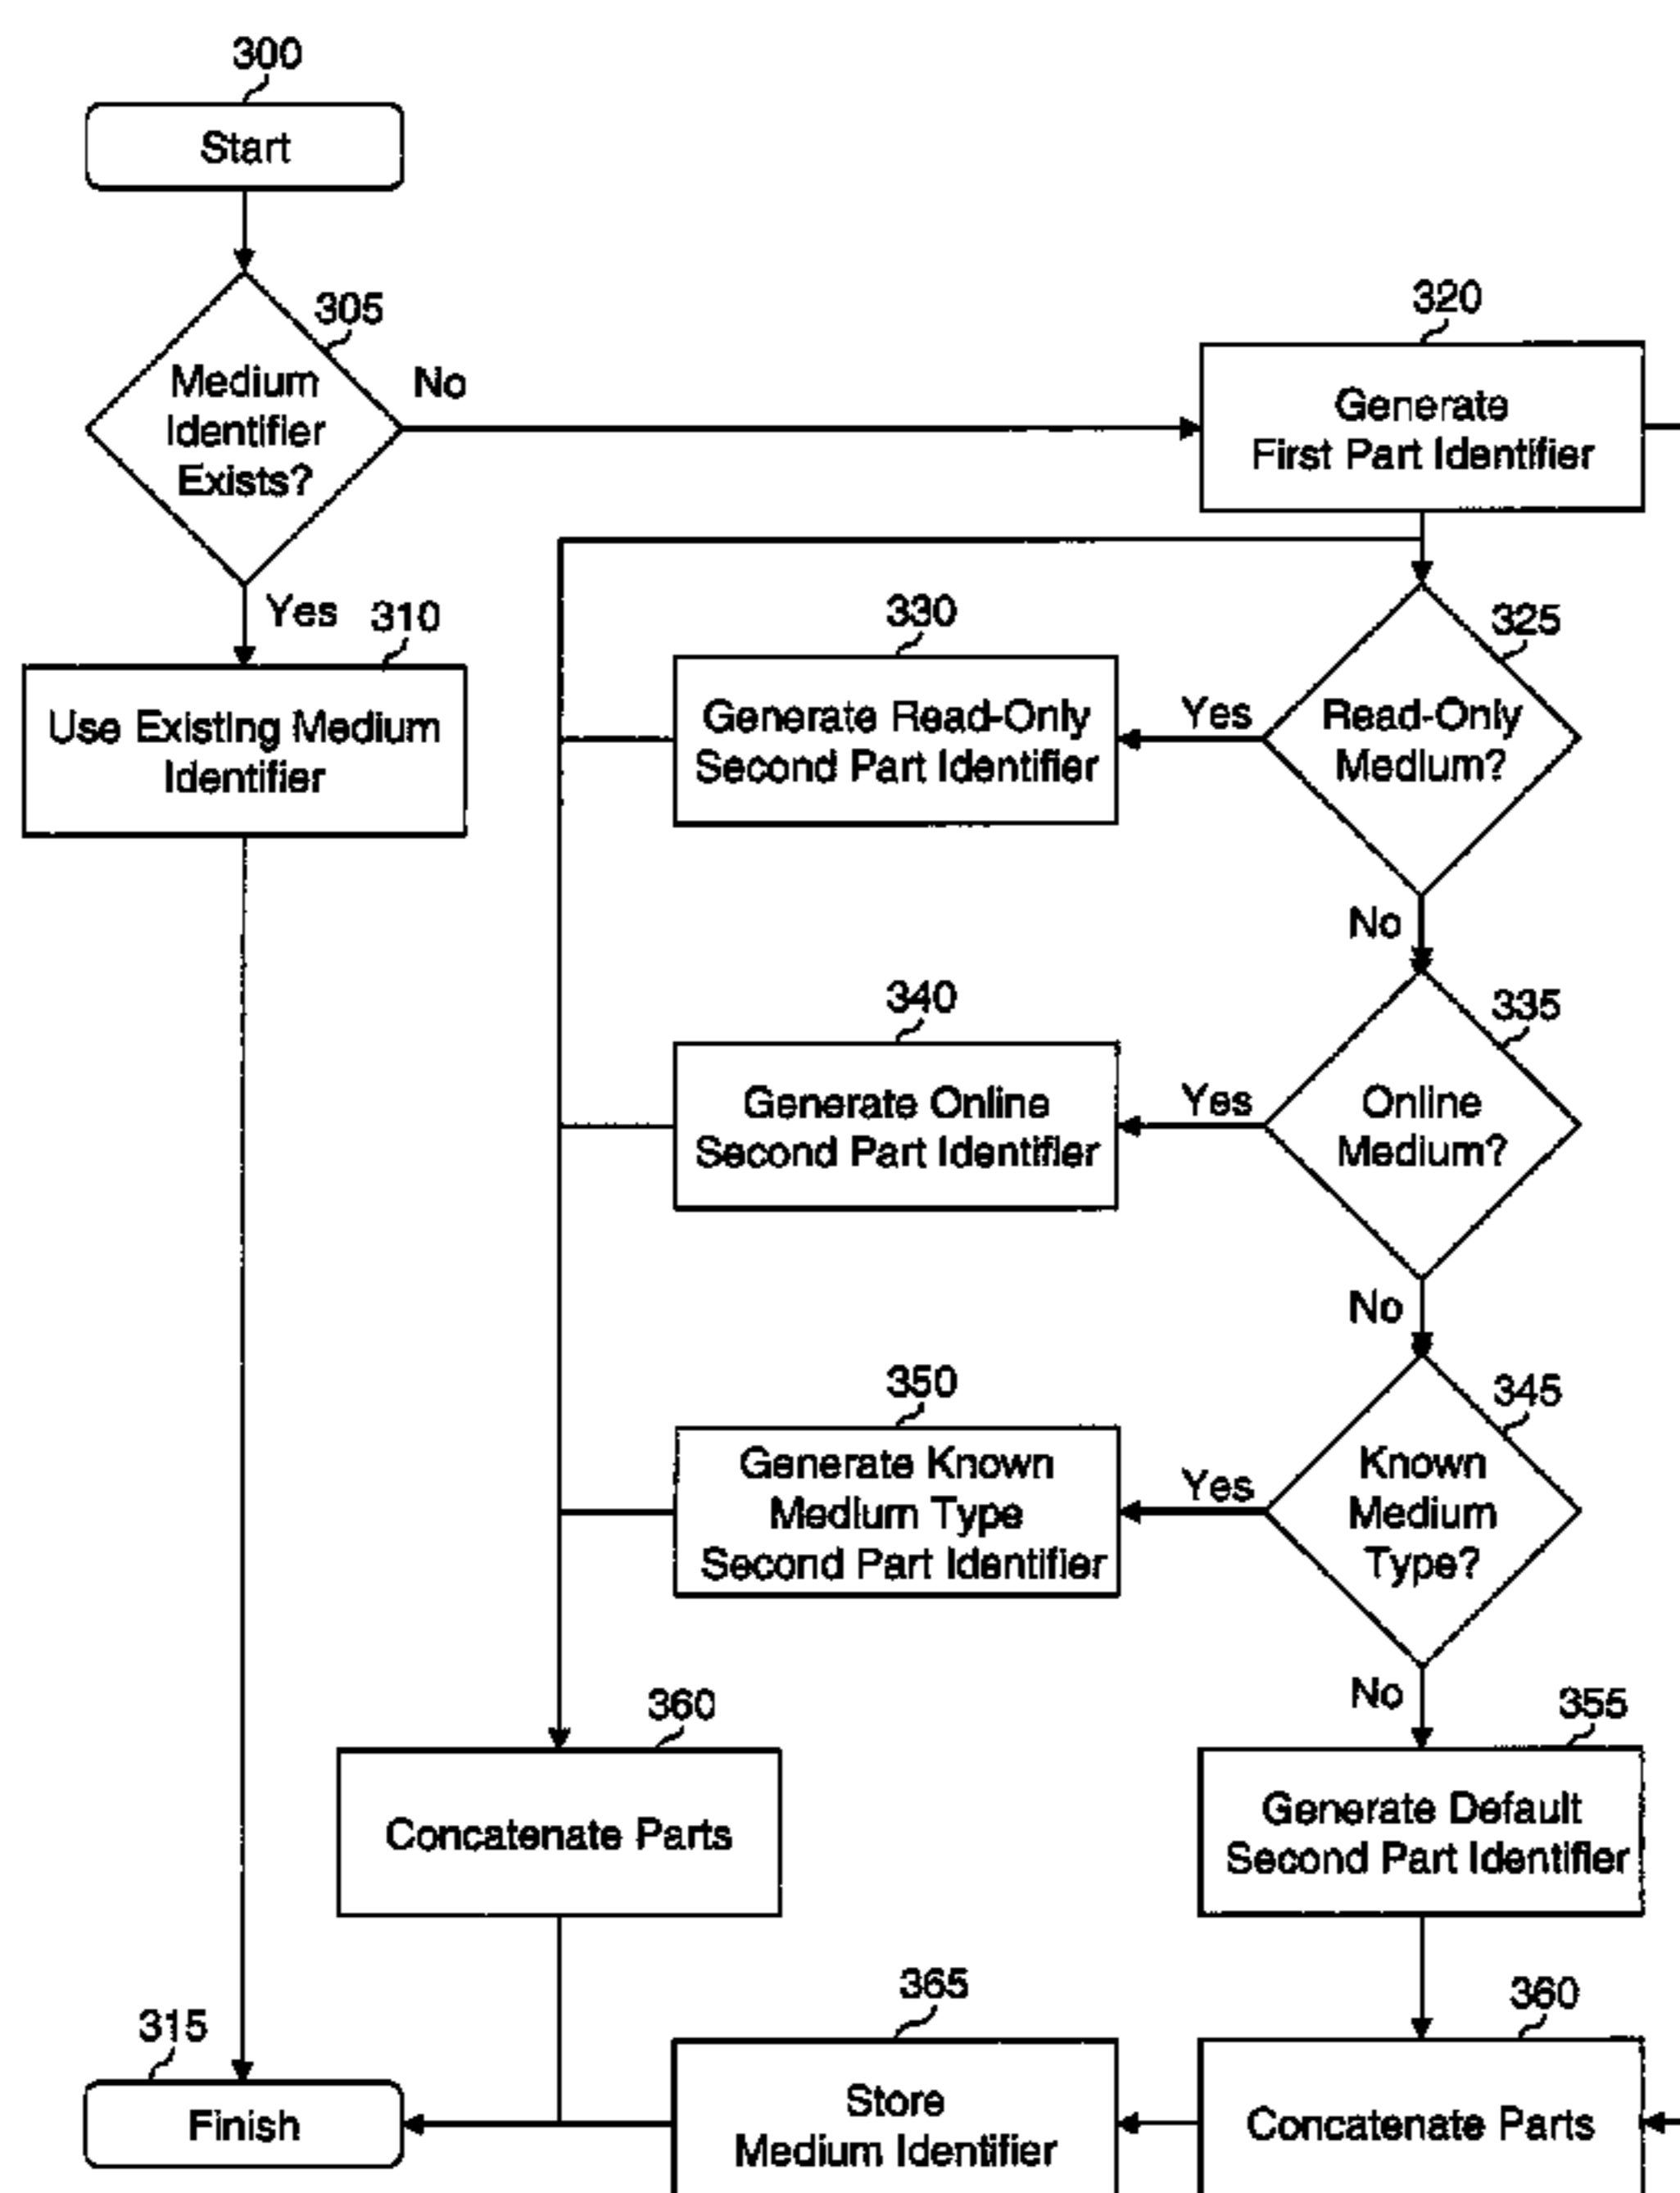 300
Start
305
Medium
Identifier
Exists?
No
320
Generate
First Part Identifier
Yes
310
Use Existing Medium
Identifier
330
Generate Read-Only
Second Part Identifier
Yes
325
Read-Only
Medium?
No
340
Generate Online
Second Part Identifier
Yes
335
Online
Medium?
No
350
Generate Known
Medium Type
Second Part Identifier
Yes
345
Known
Medium
Type?
No
360
Concatenate Parts
355
Generate Default
Second Part Identifier
315
Finish
365
Store
Medium Identifier
360
Concatenate Parts